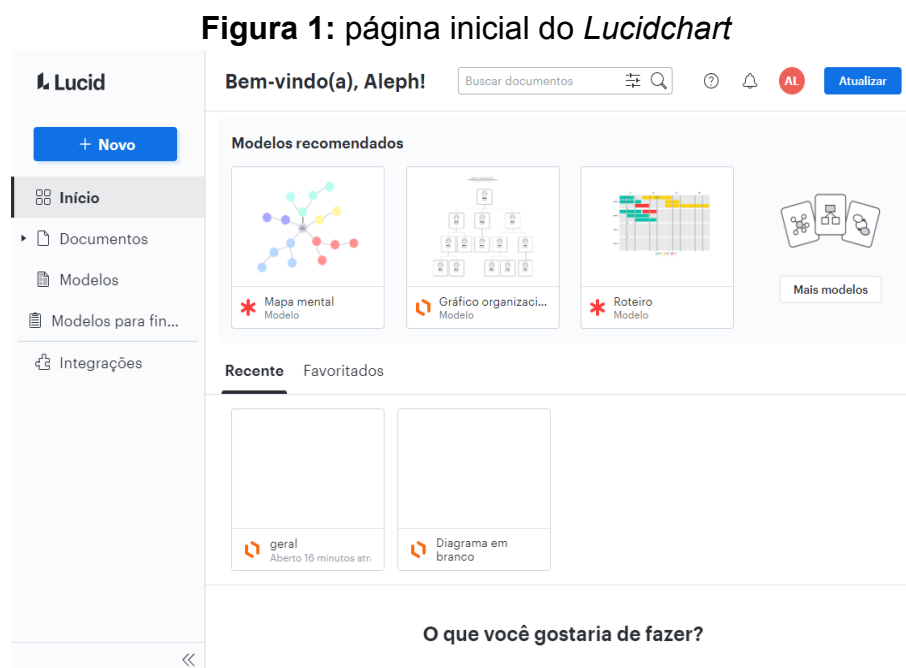 Figura 1: página inicial do Lucidchart
Lucid
Bem-vindo(a), Aleph!
Buscar documentos
AL
Atualizar
+ Novo
Início
Documentos
Modelos
Modelos para fin...
Integrações
Modelos recomendados
Mapa mental
Modelo
Gráfico organizaci...
Modelo
Roteiro
Modelo
Mais modelos
Recente
Favoritados
geral
Aberto 16 minutos atr
Diagrama em
branco
O que você gostaria de fazer?